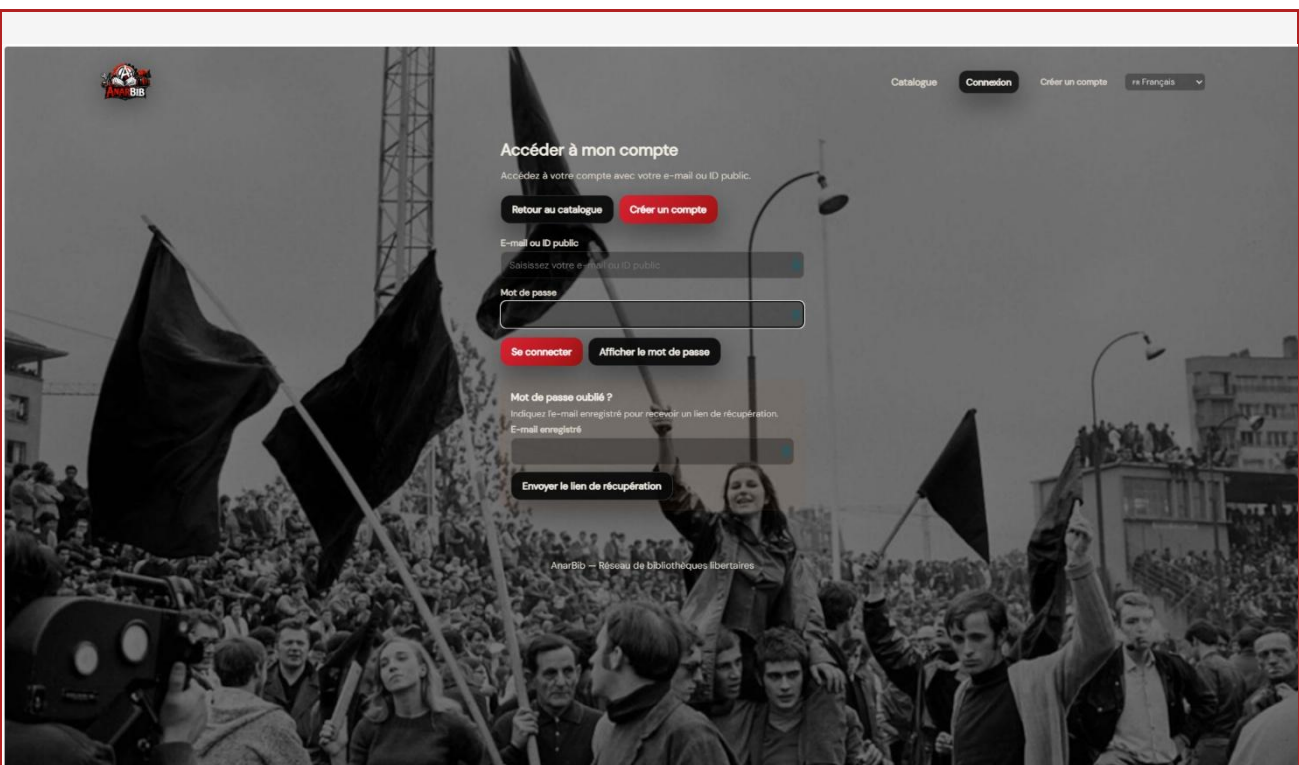 ANARBIB
Catalogue
Connexion
Créer un compte
FR Français
Accéder à mon compte
Accédez à votre compte avec votre e-mail ou ID public.
Retour au catalogue
Créer un compte
E-mail ou ID public
Saisissez votre e-mail ou ID public
Mot de passe
Se connecter
Afficher le mot de passe
Mot de passe oublié ?
Indiquez l'e-mail enregistré pour recevoir un lien de récupération.
E-mail enregistré
Envoyer le lien de récupération
AnarBib — Réseau de bibliothèques libertaires